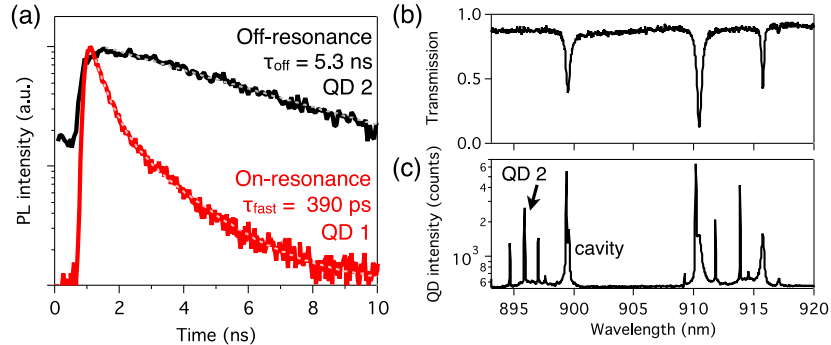 (a)
Off-resonance
τoff = 5.3 ns
QD 2
On-resonance
τfast = 390 ps
QD 1
PL intensity (a.u.)
0 2 4 6 8 10
Time (ns)
(b)
Transmission
1.0
0.5
0.0
(c)
QD intensity (counts)
6
4
2
10³
8
6
QD 2
cavity
895 900 905 910 915 920
Wavelength (nm)